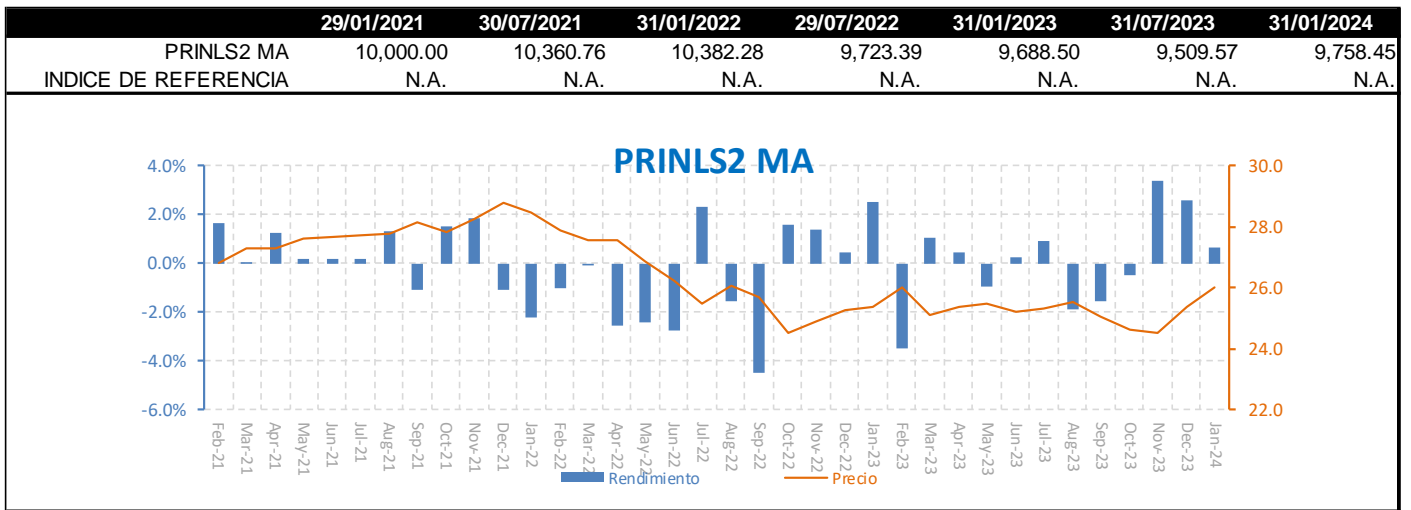 29/01/2021 30/07/2021 31/01/2022 29/07/2022 31/01/2023 31/07/2023 31/01/2024
PRINLS2 MA 10,000.00 10,360.76 10,382.28 9,723.39 9,688.50 9,509.57 9,758.45
INDICE DE REFERENCIA N.A. N.A. N.A. N.A. N.A. N.A. N.A.
PRINLS2 MA
4.0% 30.0
2.0% 28.0
0.0% 26.0
-2.0% 24.0
-4.0% 22.0
-6.0%
Feb-21 Mar-21 Apr-21 May-21 Jun-21 Jul-21 Aug-21 Sep-21 Oct-21 Nov-21 Dec-21 Jan-22 Feb-22 Mar-22 Apr-22 May-22 Jun-22 Jul-22 Aug-22 Sep-22 Oct-22 Nov-22 Dec-22 Jan-23 Feb-23 Mar-23 Apr-23 May-23 Jun-23 Jul-23 Aug-23 Sep-23 Oct-23 Nov-23 Dec-23 Jan-24
Rendimiento Precio